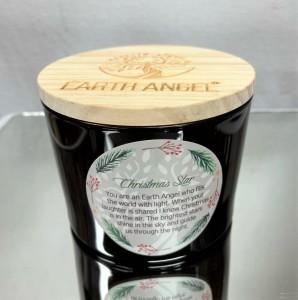 EARTH ANGEL®
Christmas Star
You are an Earth Angel who fills
the world with light. When your
laughter is shared I know Christmas
is in the air. The brightest stars
shine in the sky and guide
us through the night.